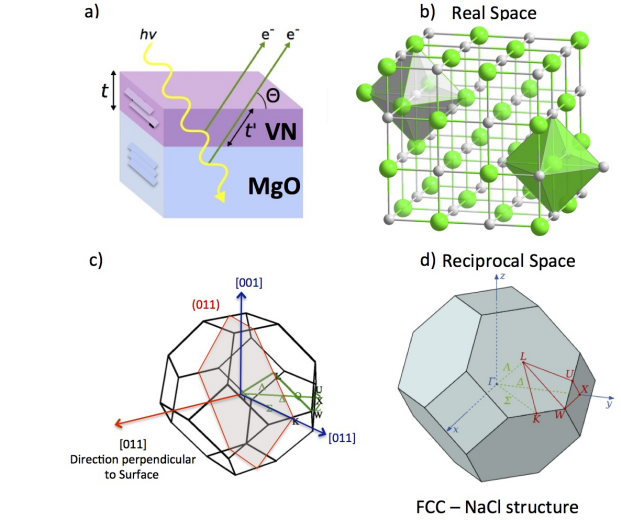 a)
hν
e⁻
e⁻
t
Θ
t'
VN
MgO
b)
Real Space
c)
[001]
(011)
Λ
Δ
Q
Σ
U
X
W
K
[011]
[011]
Direction perpendicular
to Surface
d) Reciprocal Space
z
L
Λ
U
Γ
Δ
X
Σ
y
K
W
x
FCC – NaCl structure